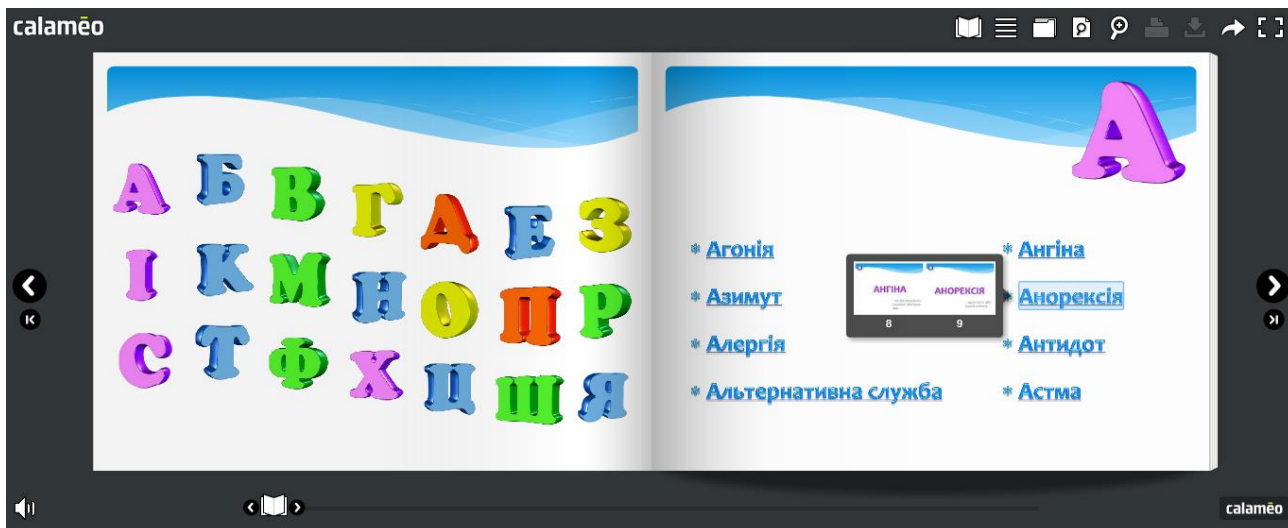 calaméo
А
А Б В Г Д Е З
І К М Н О П Р
С Т Ф Х Ц Ш Я
* Агонія
* Азимут
* Алергія
* Альтернативна служба
* Ангіна
* Анорексія
* Антидот
* Астма
АНГІНА
АНОРЕКСІЯ
8 9
calaméo